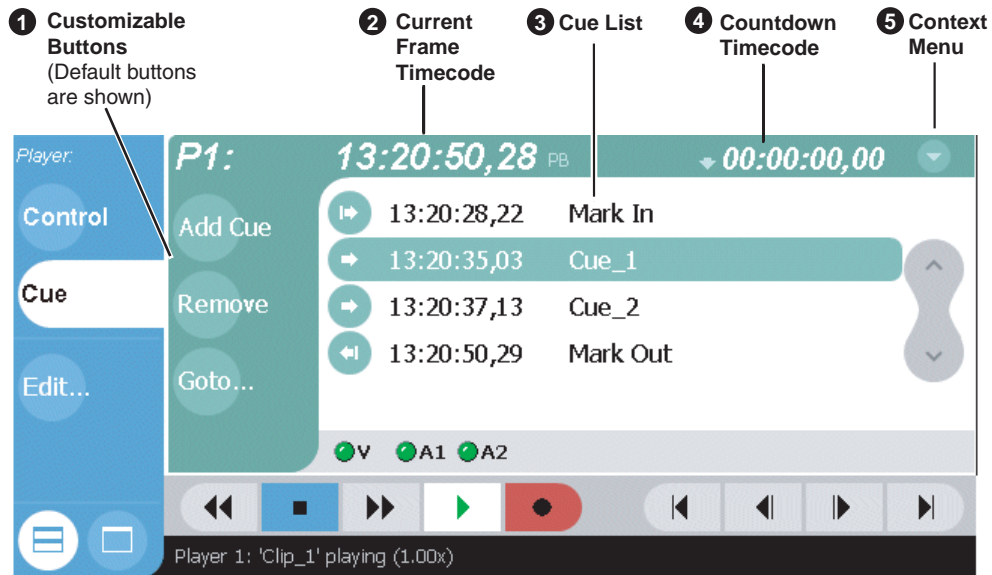 1 Customizable Buttons (Default buttons are shown)
2 Current Frame Timecode
3 Cue List
4 Countdown Timecode
5 Context Menu
Player:
P1: 13:20:50,28 PB 00:00:00,00
Control
Cue
Edit...
Add Cue
Remove
Goto...
13:20:28,22 Mark In
13:20:35,03 Cue_1
13:20:37,13 Cue_2
13:20:50,29 Mark Out
V A1 A2
Player 1: 'Clip_1' playing (1.00x)